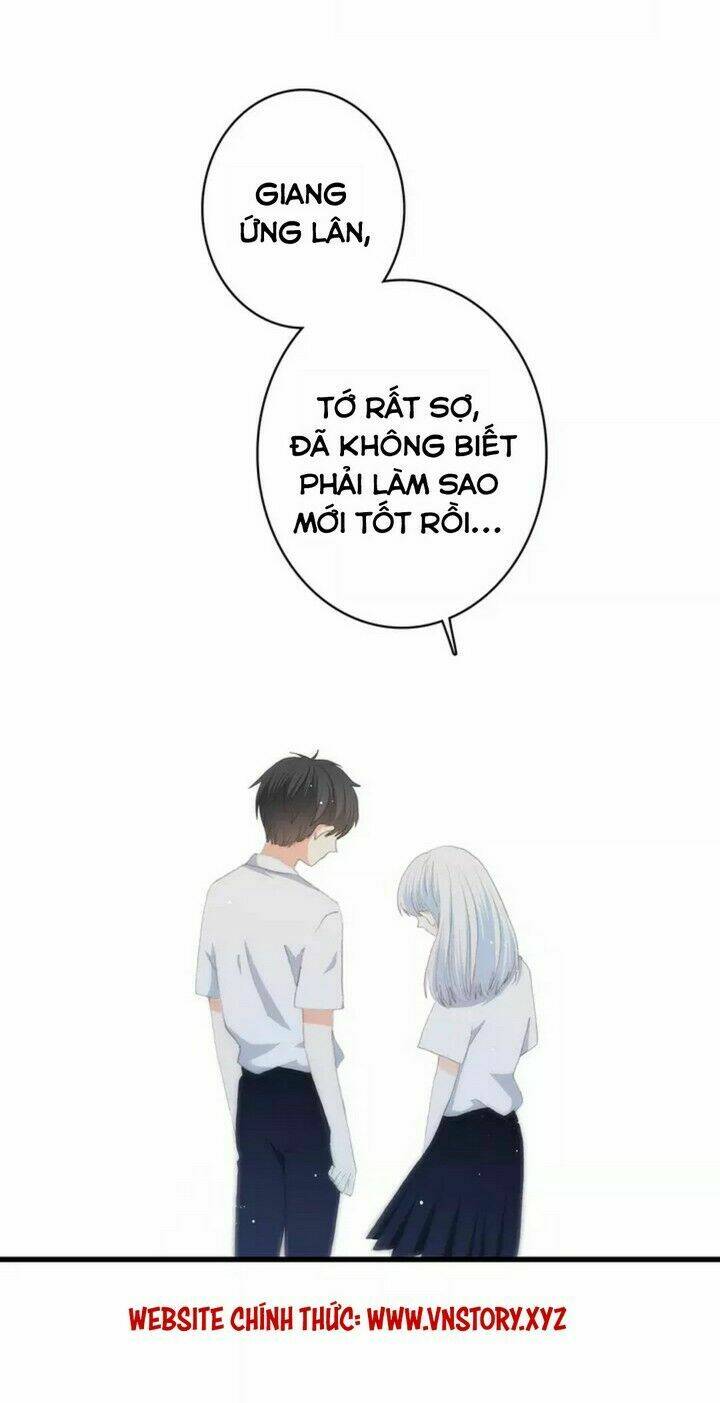 GIANG
ỨNG LÂN,
TỚ RẤT SỢ,
ĐÃ KHÔNG BIẾT
PHẢI LÀM SAO
MỚI TỐT RỒI...
WEBSITE CHÍNH THỨC: WWW.VNSTORY.XYZ